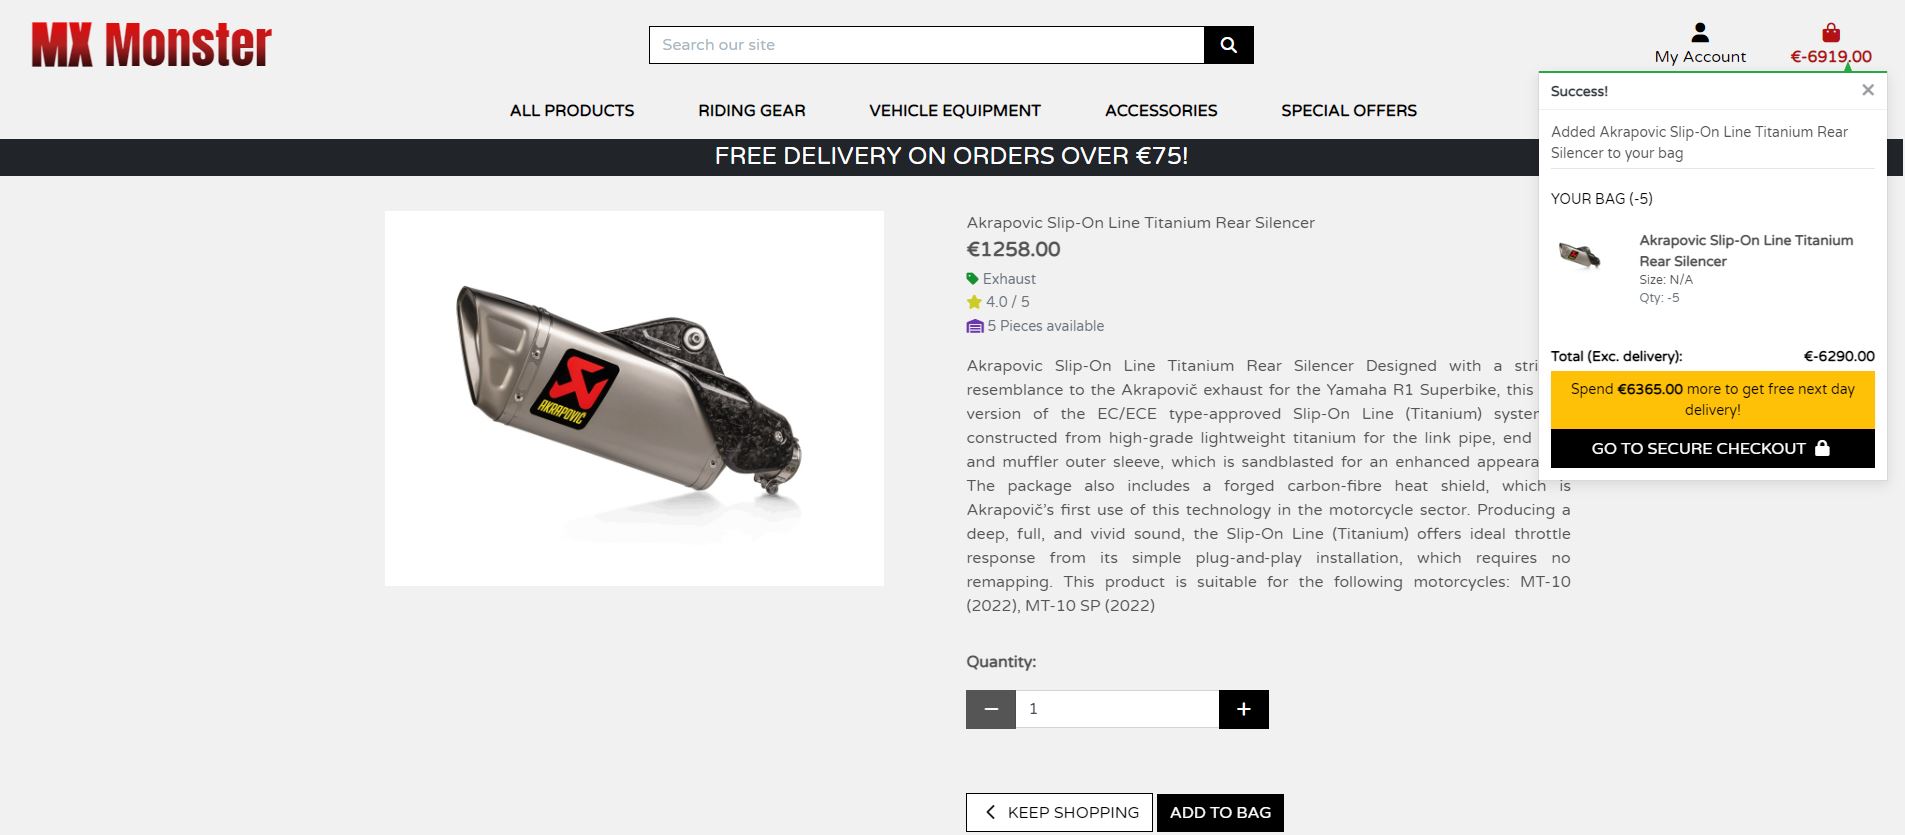 MX Monster
Search our site
My Account
€-6919.00
ALL PRODUCTS
RIDING GEAR
VEHICLE EQUIPMENT
ACCESSORIES
SPECIAL OFFERS
FREE DELIVERY ON ORDERS OVER €75!
Success!
Added Akrapovic Slip-On Line Titanium Rear
Silencer to your bag
YOUR BAG (-5)
Akrapovic Slip-On Line Titanium
Rear Silencer
Size: N/A
Qty: -5
Total (Exc. delivery):
€-6290.00
Spend €6365.00 more to get free next day
delivery!
GO TO SECURE CHECKOUT
AKRAPOVIČ
Akrapovic Slip-On Line Titanium Rear Silencer
€1258.00
Exhaust
4.0 / 5
5 Pieces available
Akrapovic Slip-On Line Titanium Rear Silencer Designed with a
resemblance to the Akrapovič exhaust for the Yamaha R1 Superbike, this
version of the EC/ECE type-approved Slip-On Line (Titanium)
constructed from high-grade lightweight titanium for the link pipe, end
and muffler outer sleeve, which is sandblasted for an enhanced
The package also includes a forged carbon-fibre heat shield, which is
Akrapovič's first use of this technology in the motorcycle sector. Producing a
deep, full, and vivid sound, the Slip-On Line (Titanium) offers ideal throttle
response from its simple plug-and-play installation, which requires no
remapping. This product is suitable for the following motorcycles: MT-10
(2022), MT-10 SP (2022)
Quantity:
1
KEEP SHOPPING
ADD TO BAG